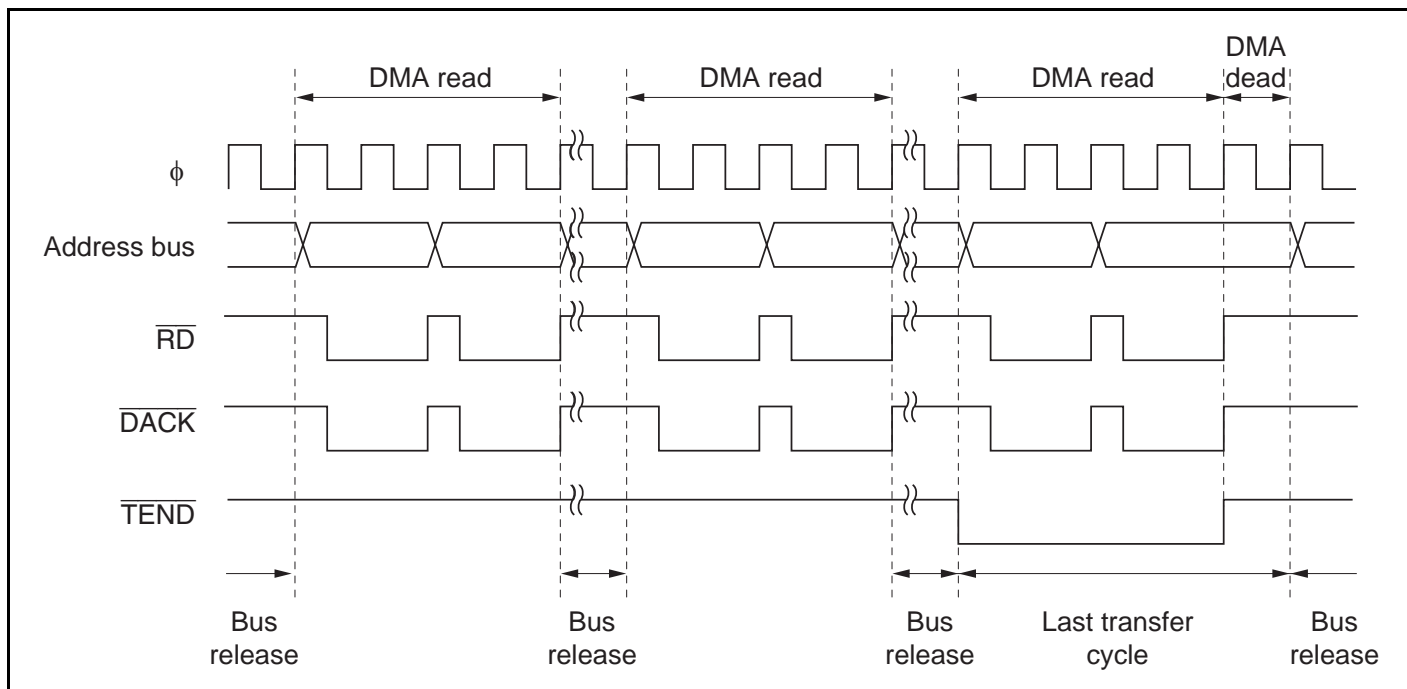 DMA read
DMA read
DMA read
DMA
dead
φ
Address bus
RD
DACK
TEND
Bus
release
Bus
release
Bus
release
Last transfer
cycle
Bus
release